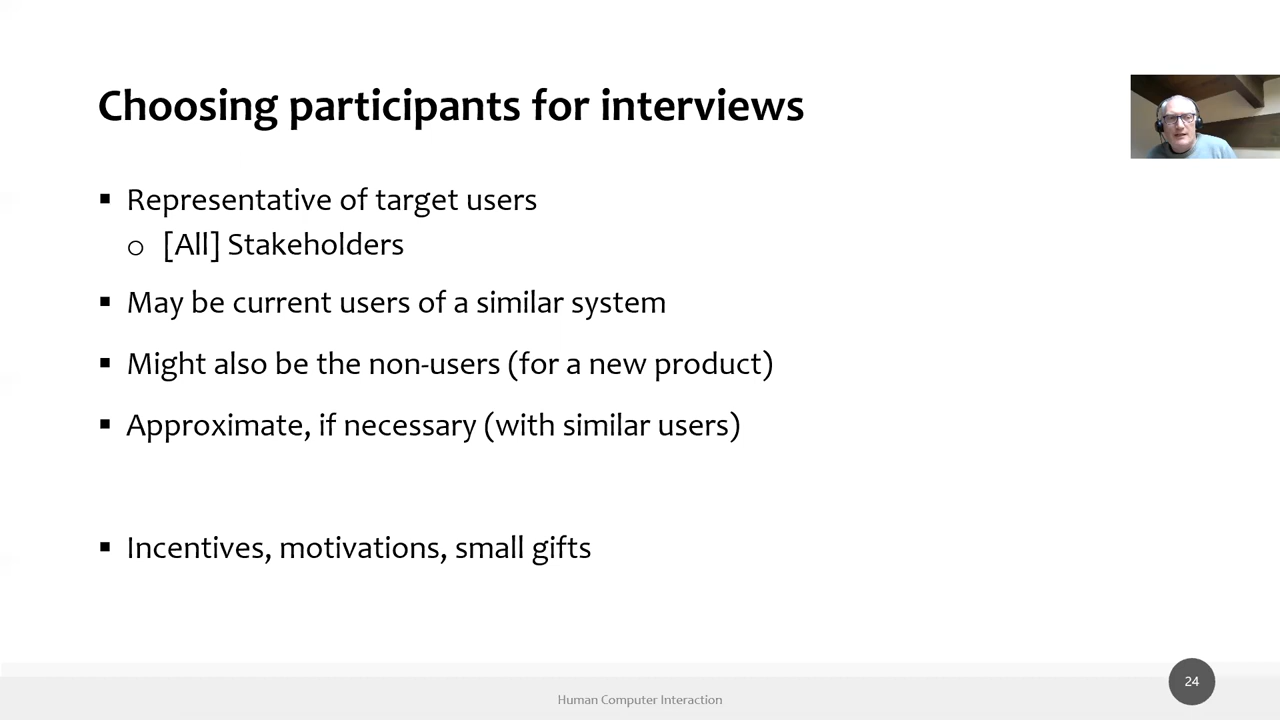 Choosing participants for interviews
▪ Representative of target users
o [All] Stakeholders
▪ May be current users of a similar system
▪ Might also be the non-users (for a new product)
▪ Approximate, if necessary (with similar users)
▪ Incentives, motivations, small gifts
Human Computer Interaction
24